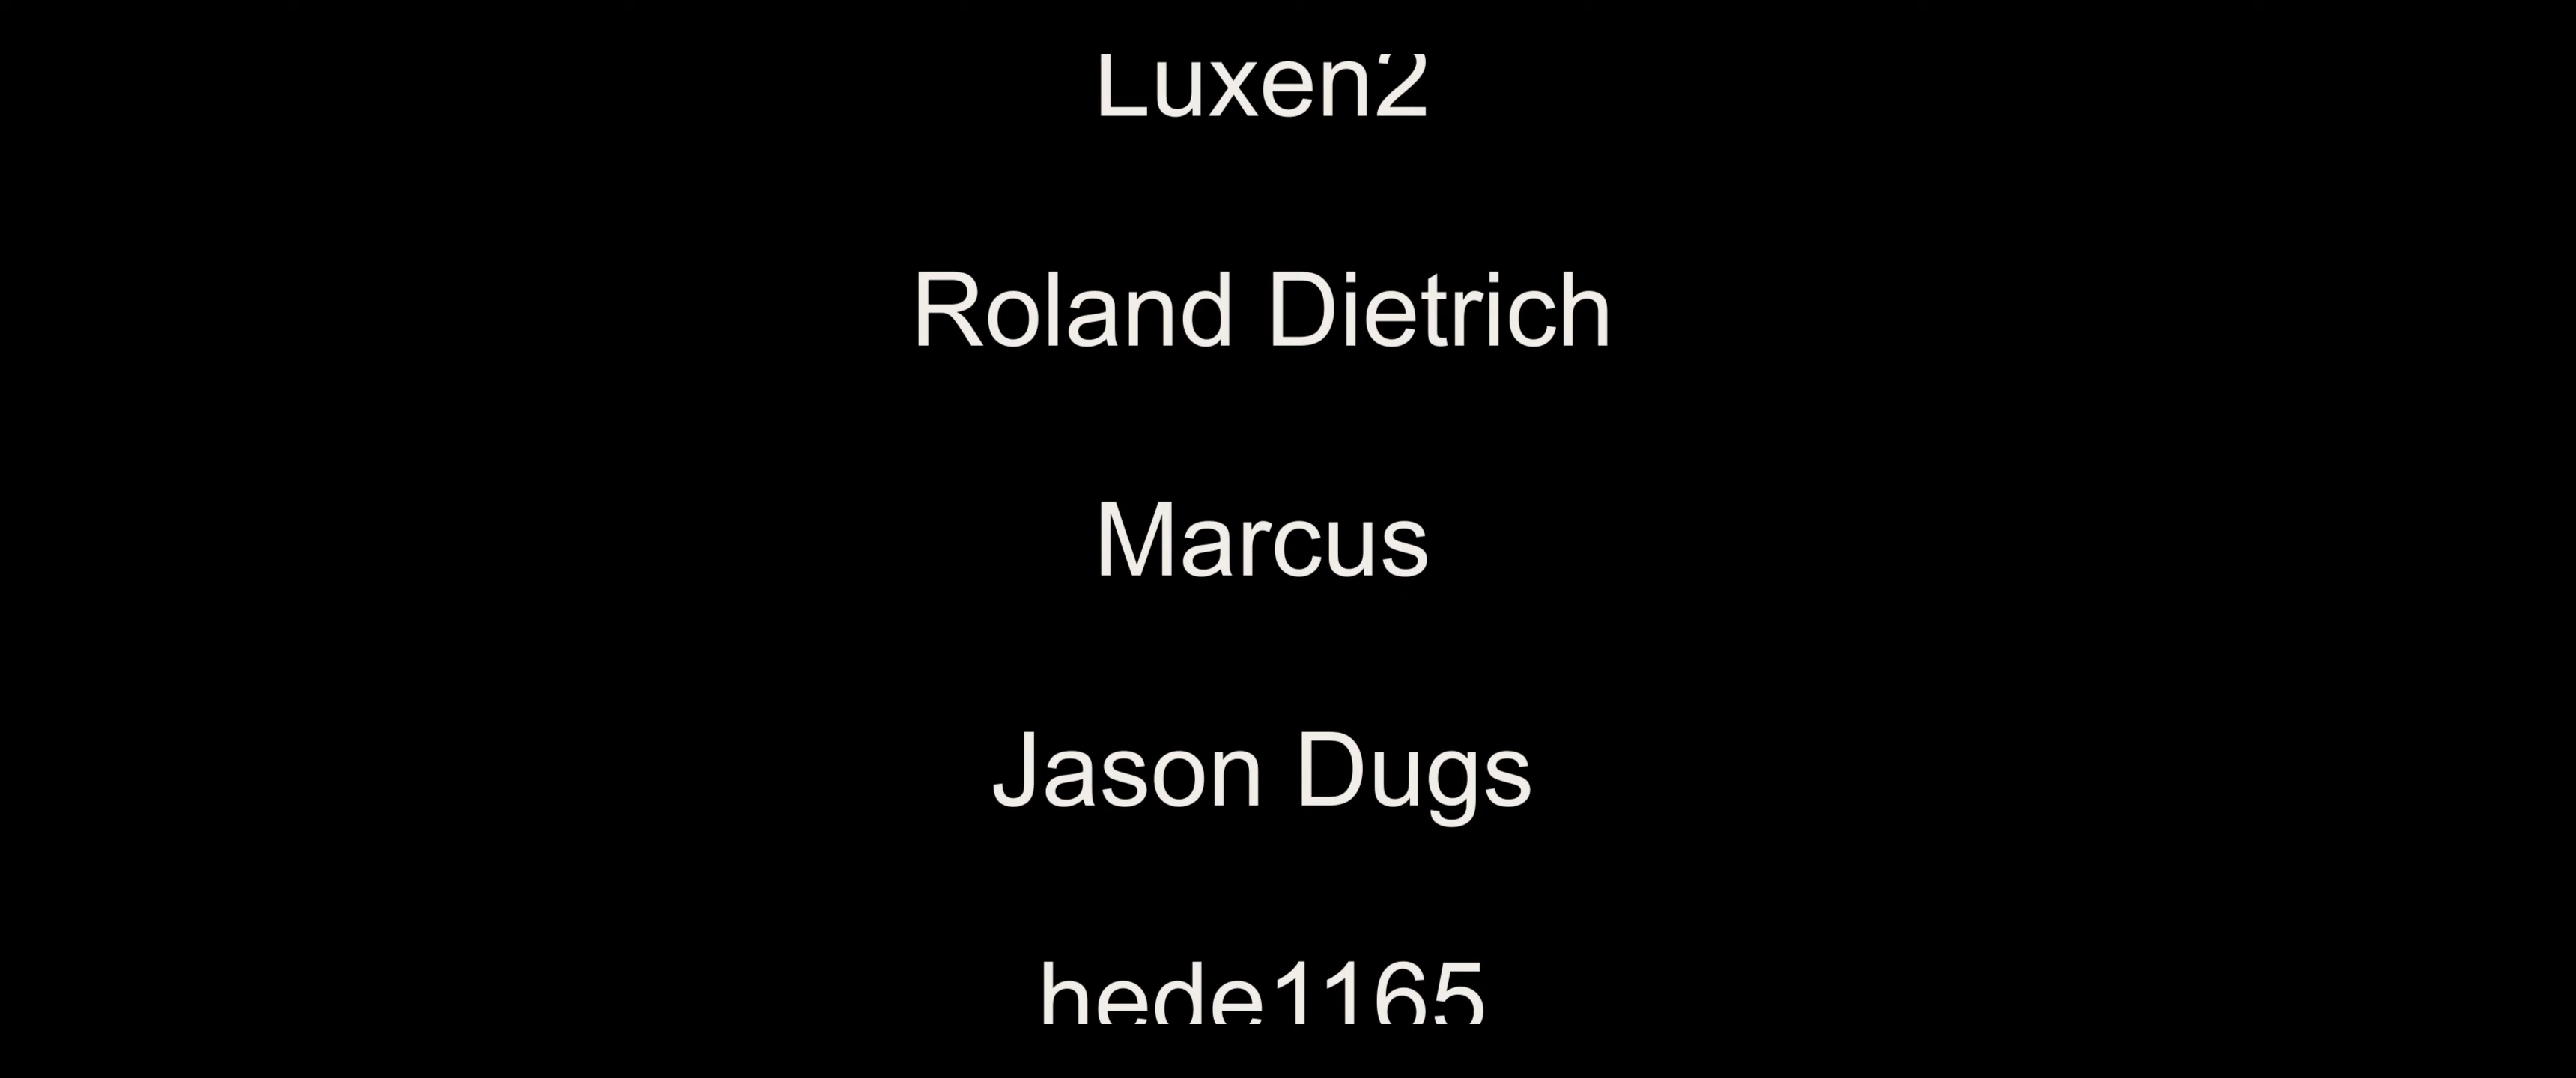 Luxen2
Roland Dietrich
Marcus
Jason Dugs
hede1165